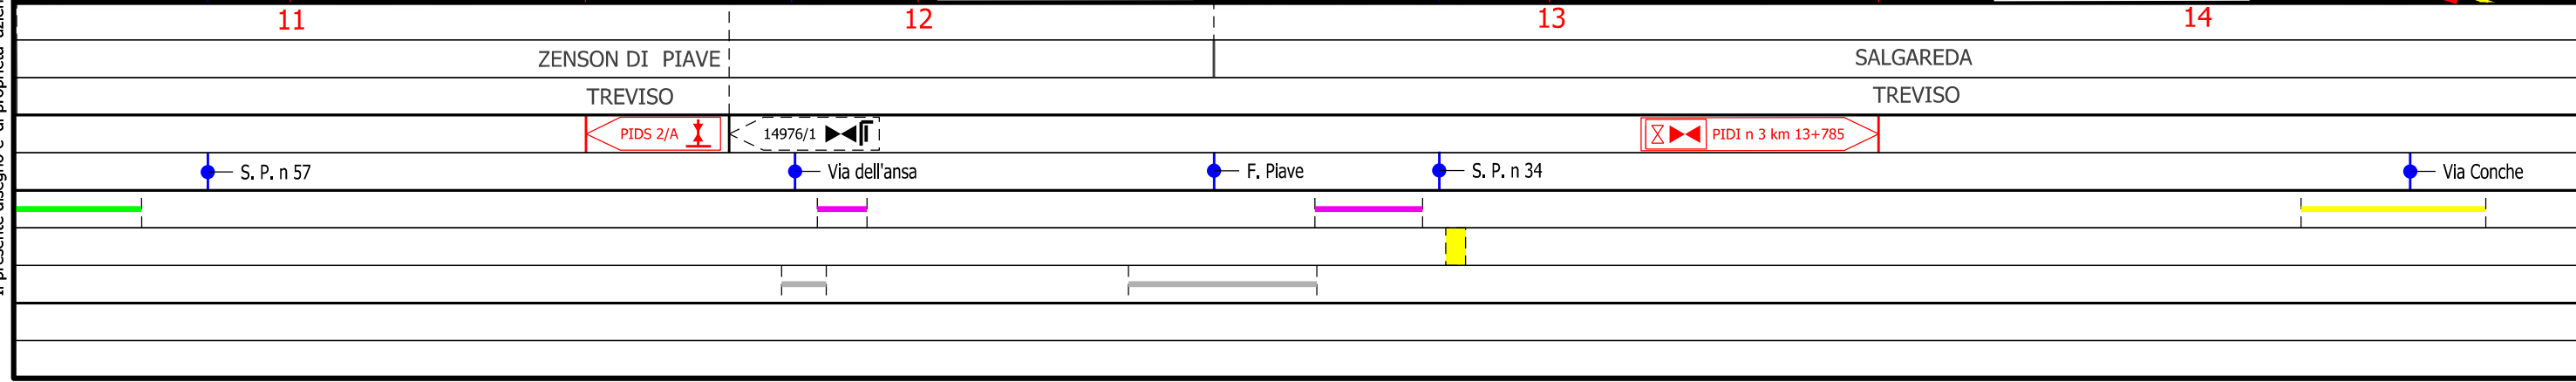 11 12 13 14
ZENSON DI PIAVE SALGAREDA
TREVISO TREVISO
PIDS 2/A 14976/1 PIDI n 3 km 13+785
S. P. n 57 Via dell'ansa F. Piave S. P. n 34 Via Conche